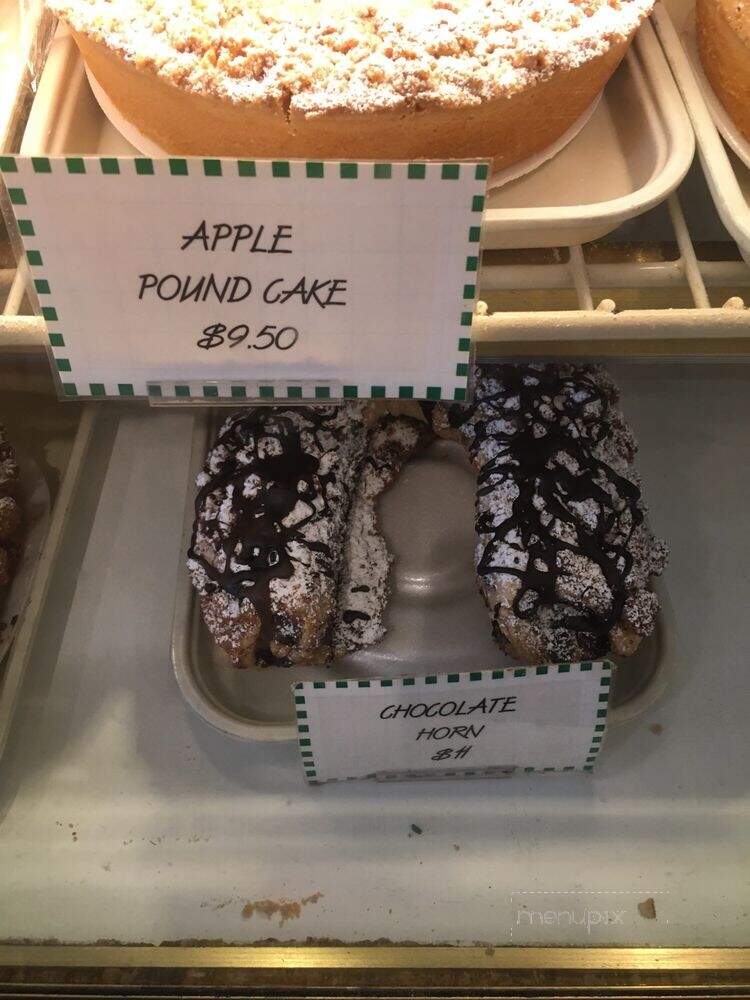 APPLE
POUND CAKE
$9.50
CHOCOLATE
HORN
$11
menupix